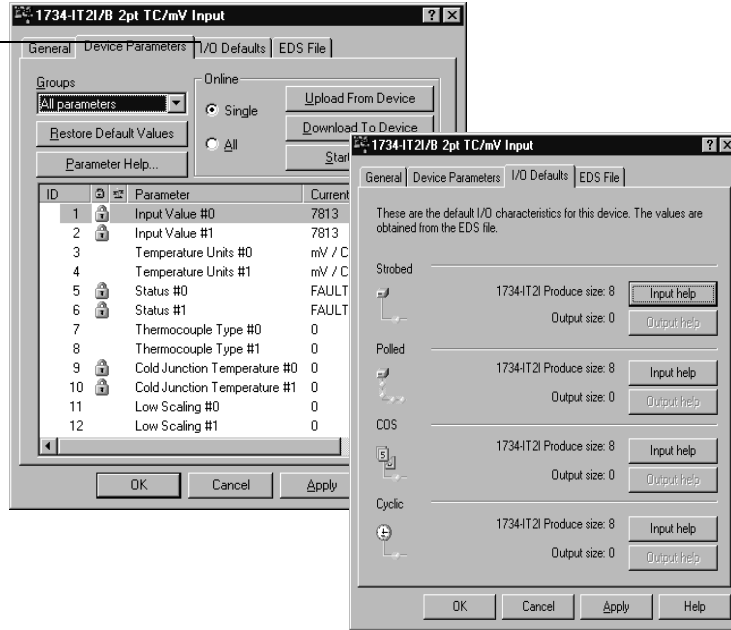 1734-IT2I/B 2pt TC/mV Input
General Device Parameters I/O Defaults EDS File
Groups
All parameters
Restore Default Values
Parameter Help...
Online
Single
All
Upload From Device
Download To Device
ID Parameter Current
1 Input Value #0 7813
2 Input Value #1 7813
3 Temperature Units #0 mV / C
4 Temperature Units #1 mV / C
5 Status #0 FAULT
6 Status #1 FAULT
7 Thermocouple Type #0 0
8 Thermocouple Type #1 0
9 Cold Junction Temperature #0 0
10 Cold Junction Temperature #1 0
11 Low Scaling #0 0
12 Low Scaling #1 0
OK Cancel Apply
1734-IT2I/B 2pt TC/mV Input
General Device Parameters I/O Defaults EDS File
These are the default I/O characteristics for this device. The values are
obtained from the EDS file.
Strobed
1734-IT2I Produce size: 8 Input help
Output size: 0 Output help
Polled
1734-IT2I Produce size: 8 Input help
Output size: 0 Output help
COS
1734-IT2I Produce size: 8 Input help
Output size: 0 Output help
Cyclic
1734-IT2I Produce size: 8 Input help
Output size: 0 Output help
OK Cancel Apply Help